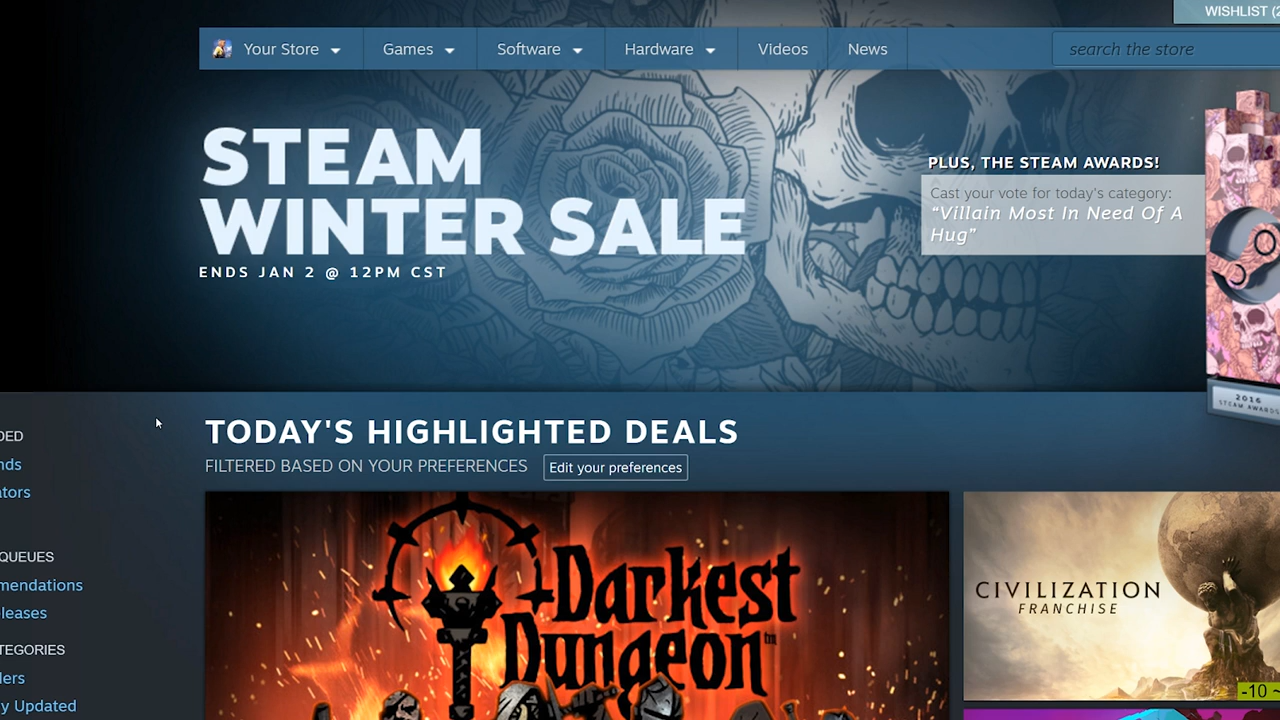 WISHLIST (2
Your Store
Games
Software
Hardware
Videos
News
search the store
STEAM
WINTER SALE
ENDS JAN 2 @ 12PM CST
PLUS, THE STEAM AWARDS!
Cast your vote for today's category:
“Villain Most In Need Of A
Hug”
2016
STEAM AWARDS
DED
nds
ators
QUEUES
mendations
leases
TEGORIES
lers
y Updated
TODAY'S HIGHLIGHTED DEALS
FILTERED BASED ON YOUR PREFERENCES
Edit your preferences
Darkest
Dungeon™
CIVILIZATION
FRANCHISE
-10 ~